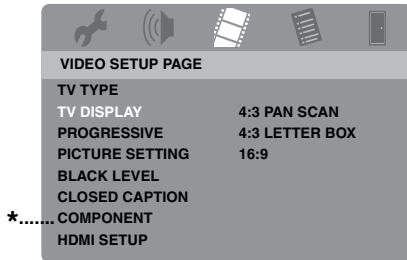 VIDEO SETUP PAGE
TV TYPE
TV DISPLAY 4:3 PAN SCAN
PROGRESSIVE 4:3 LETTER BOX
PICTURE SETTING 16:9
BLACK LEVEL
CLOSED CAPTION
*....... COMPONENT
HDMI SETUP